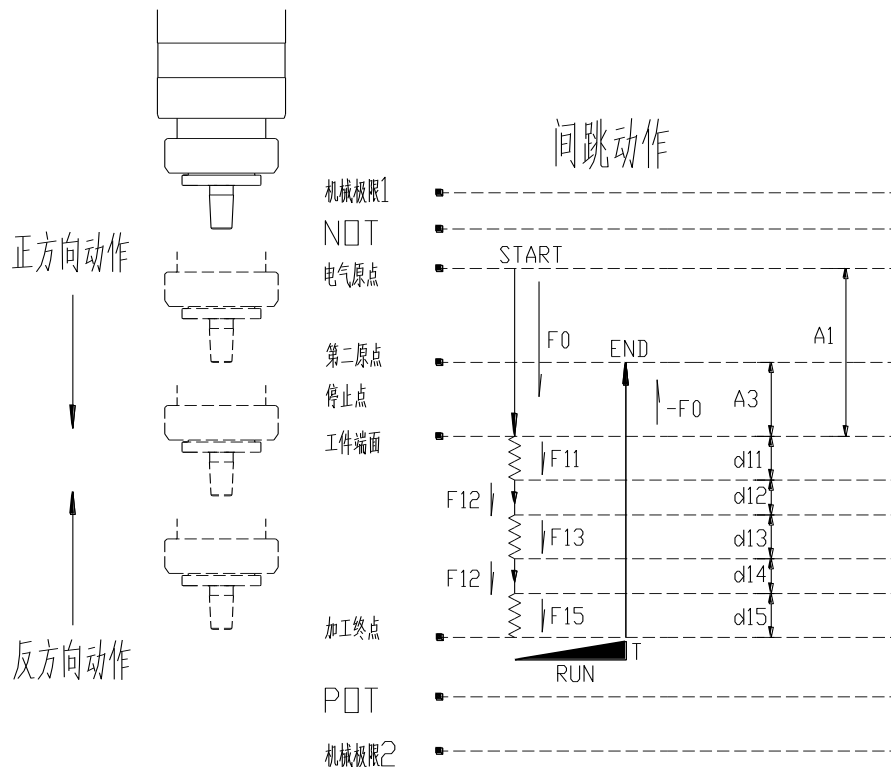 间跳动作
机械极限1
NOT
正方向动作
START
电气原点
F0
A1
END
第二原点
停止点
-F0
A3
工件端面
F11
d11
F12
d12
F13
d13
F12
d14
F15
d15
加工终点
T
RUN
反方向动作
POT
机械极限2